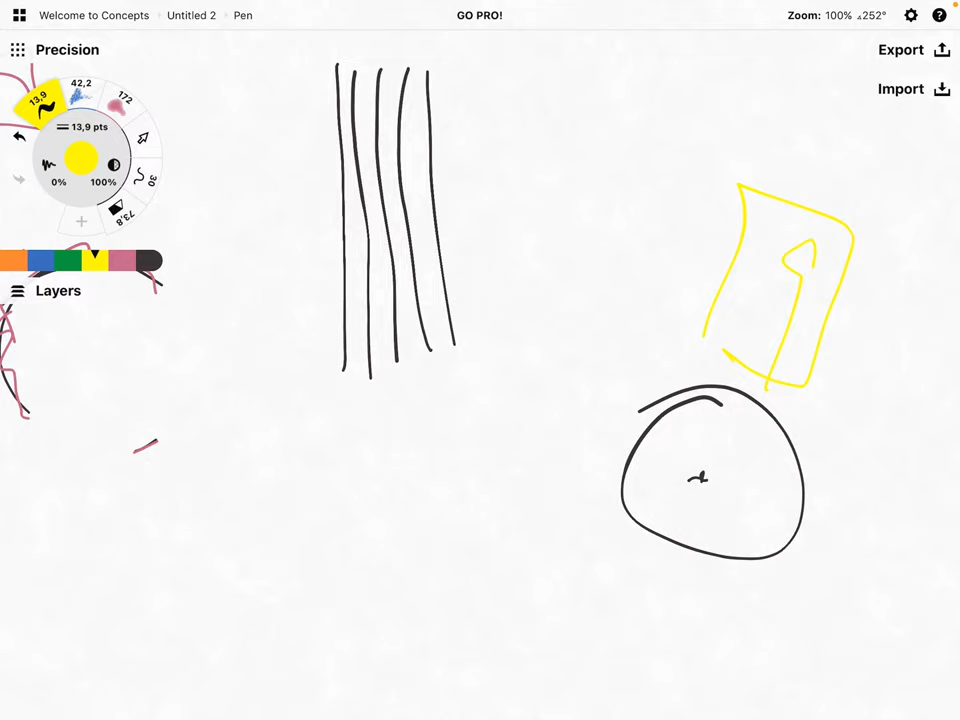 Welcome to Concepts › Untitled 2 › Pen
GO PRO!
Zoom: 100% ⊿252°
Precision
Export
Import
13,9
42,2
172
13,9 pts
0%
100%
30
73,8
Layers